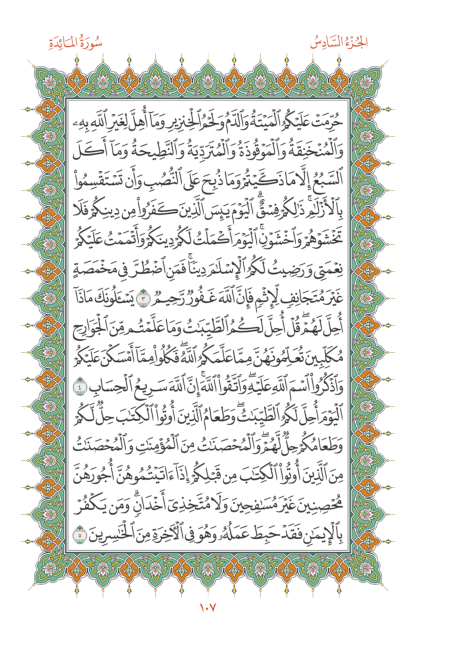 الجُزْءُ السَّادِسُ
سُورَةُ المَائِدَةِ
حُرِّمَتْ عَلَيْكُمُ ٱلْمَيْتَةُ وَٱلدَّمُ وَلَحْمُ ٱلْخِنزِيرِ وَمَآ أُهِلَّ لِغَيْرِ ٱللَّهِ بِهِۦ
وَٱلْمُنْخَنِقَةُ وَٱلْمَوْقُوذَةُ وَٱلْمُتَرَدِّيَةُ وَٱلنَّطِيحَةُ وَمَآ أَكَلَ
ٱلسَّبُعُ إِلَّا مَا ذَكَّيْتُمْ وَمَا ذُبِحَ عَلَى ٱلنُّصُبِ وَأَن تَسْتَقْسِمُوا۟
بِٱلْأَزْلَٰمِ ۚ ذَٰلِكُمْ فِسْقٌ ۗ ٱلْيَوْمَ يَئِسَ ٱلَّذِينَ كَفَرُوا۟ مِن دِينِكُمْ فَلَا
تَخْشَوْهُمْ وَٱخْشَوْنِ ۚ ٱلْيَوْمَ أَكْمَلْتُ لَكُمْ دِينَكُمْ وَأَتْمَمْتُ عَلَيْكُمْ
نِعْمَتِى وَرَضِيتُ لَكُمُ ٱلْإِسْلَٰمَ دِينًا ۚ فَمَنِ ٱضْطُرَّ فِى مَخْمَصَةٍ
غَيْرَ مُتَجَانِفٍ لِّإِثْمٍ ۙ فَإِنَّ ٱللَّهَ غَفُورٌ رَّحِيمٌ ٣ يَسْـَٔلُونَكَ مَاذَآ
أُحِلَّ لَهُمْ ۖ قُلْ أُحِلَّ لَكُمُ ٱلطَّيِّبَٰتُ ۙ وَمَا عَلَّمْتُم مِّنَ ٱلْجَوَارِحِ
مُكَلِّبِينَ تُعَلِّمُونَهُنَّ مِمَّا عَلَّمَكُمُ ٱللَّهُ ۖ فَكُلُوا۟ مِمَّآ أَمْسَكْنَ عَلَيْكُمْ
وَٱذْكُرُوا۟ ٱسْمَ ٱللَّهِ عَلَيْهِ ۖ وَٱتَّقُوا۟ ٱللَّهَ ۚ إِنَّ ٱللَّهَ سَرِيعُ ٱلْحِسَابِ ٤
ٱلْيَوْمَ أُحِلَّ لَكُمُ ٱلطَّيِّبَٰتُ ۖ وَطَعَامُ ٱلَّذِينَ أُوتُوا۟ ٱلْكِتَٰبَ حِلٌّ لَّكُمْ
وَطَعَامُكُمْ حِلٌّ لَّهُمْ ۖ وَٱلْمُحْصَنَٰتُ مِنَ ٱلْمُؤْمِنَٰتِ وَٱلْمُحْصَنَٰتُ
مِنَ ٱلَّذِينَ أُوتُوا۟ ٱلْكِتَٰبَ مِن قَبْلِكُمْ إِذَآ ءَاتَيْتُمُوهُنَّ أُجُورَهُنَّ
مُحْصِنِينَ غَيْرَ مُسَٰفِحِينَ وَلَا مُتَّخِذِىٓ أَخْدَانٍ ۗ وَمَن يَكْفُرْ
بِٱلْإِيمَٰنِ فَقَدْ حَبِطَ عَمَلُهُۥ وَهُوَ فِى ٱلْـَٔاخِرَةِ مِنَ ٱلْخَٰسِرِينَ ٥
١٠٧